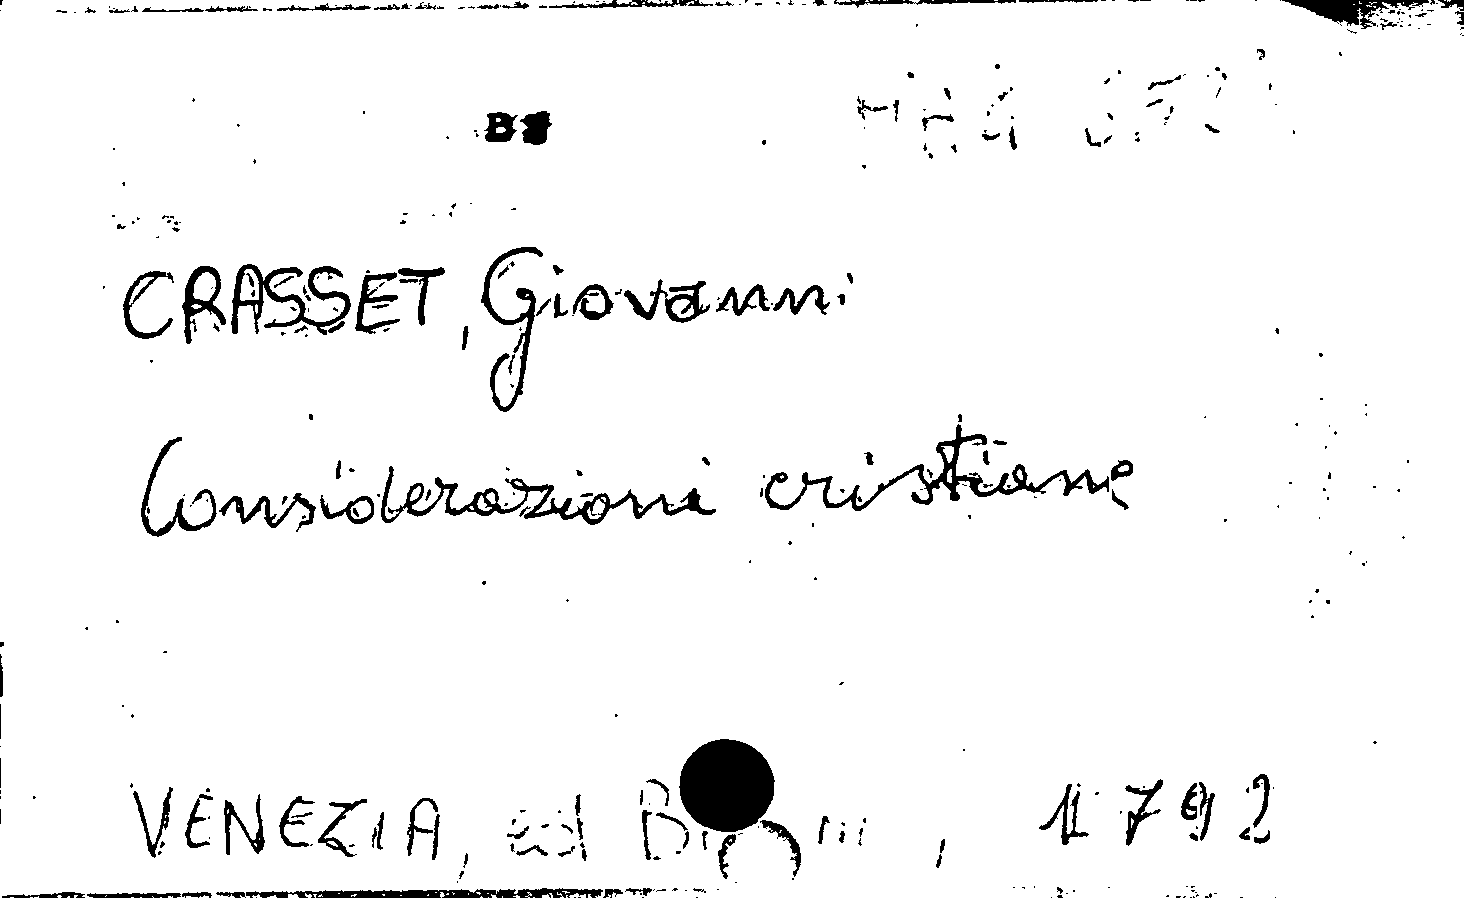 CRASSET, Giovanni
Considerazioni cristiane
VENEZIA, ed , 1792